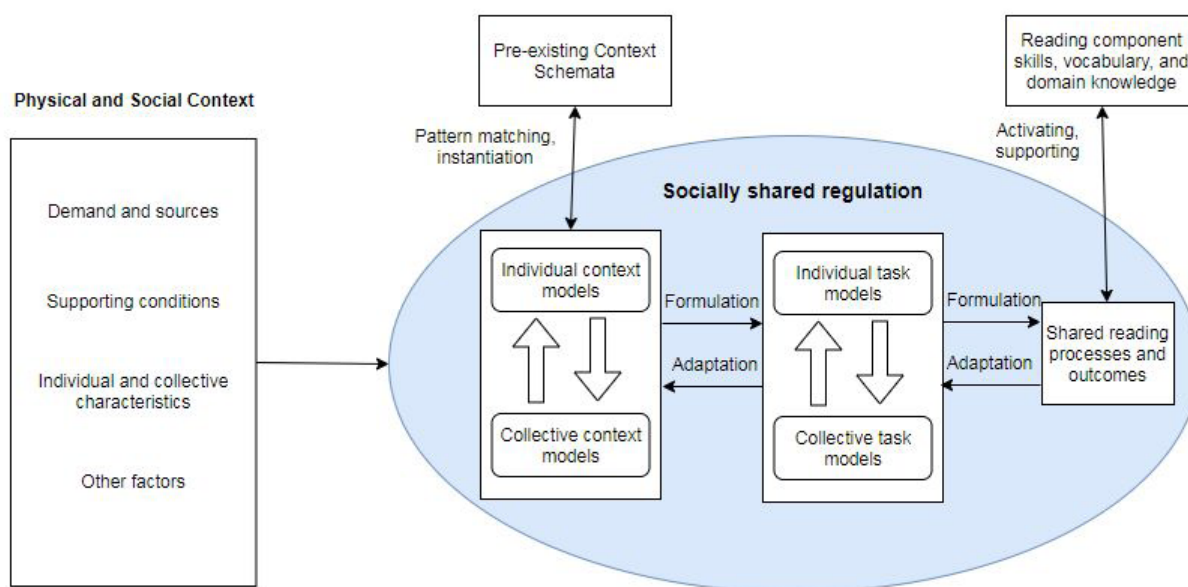 Physical and Social Context
Demand and sources
Supporting conditions
Individual and collective
characteristics
Other factors
Pre-existing Context
Schemata
Pattern matching,
instantiation
Reading component
skills, vocabulary, and
domain knowledge
Activating,
supporting
Socially shared regulation
Individual context
models
Collective context
models
Formulation
Adaptation
Individual task
models
Collective task
models
Formulation
Adaptation
Shared reading
processes and
outcomes